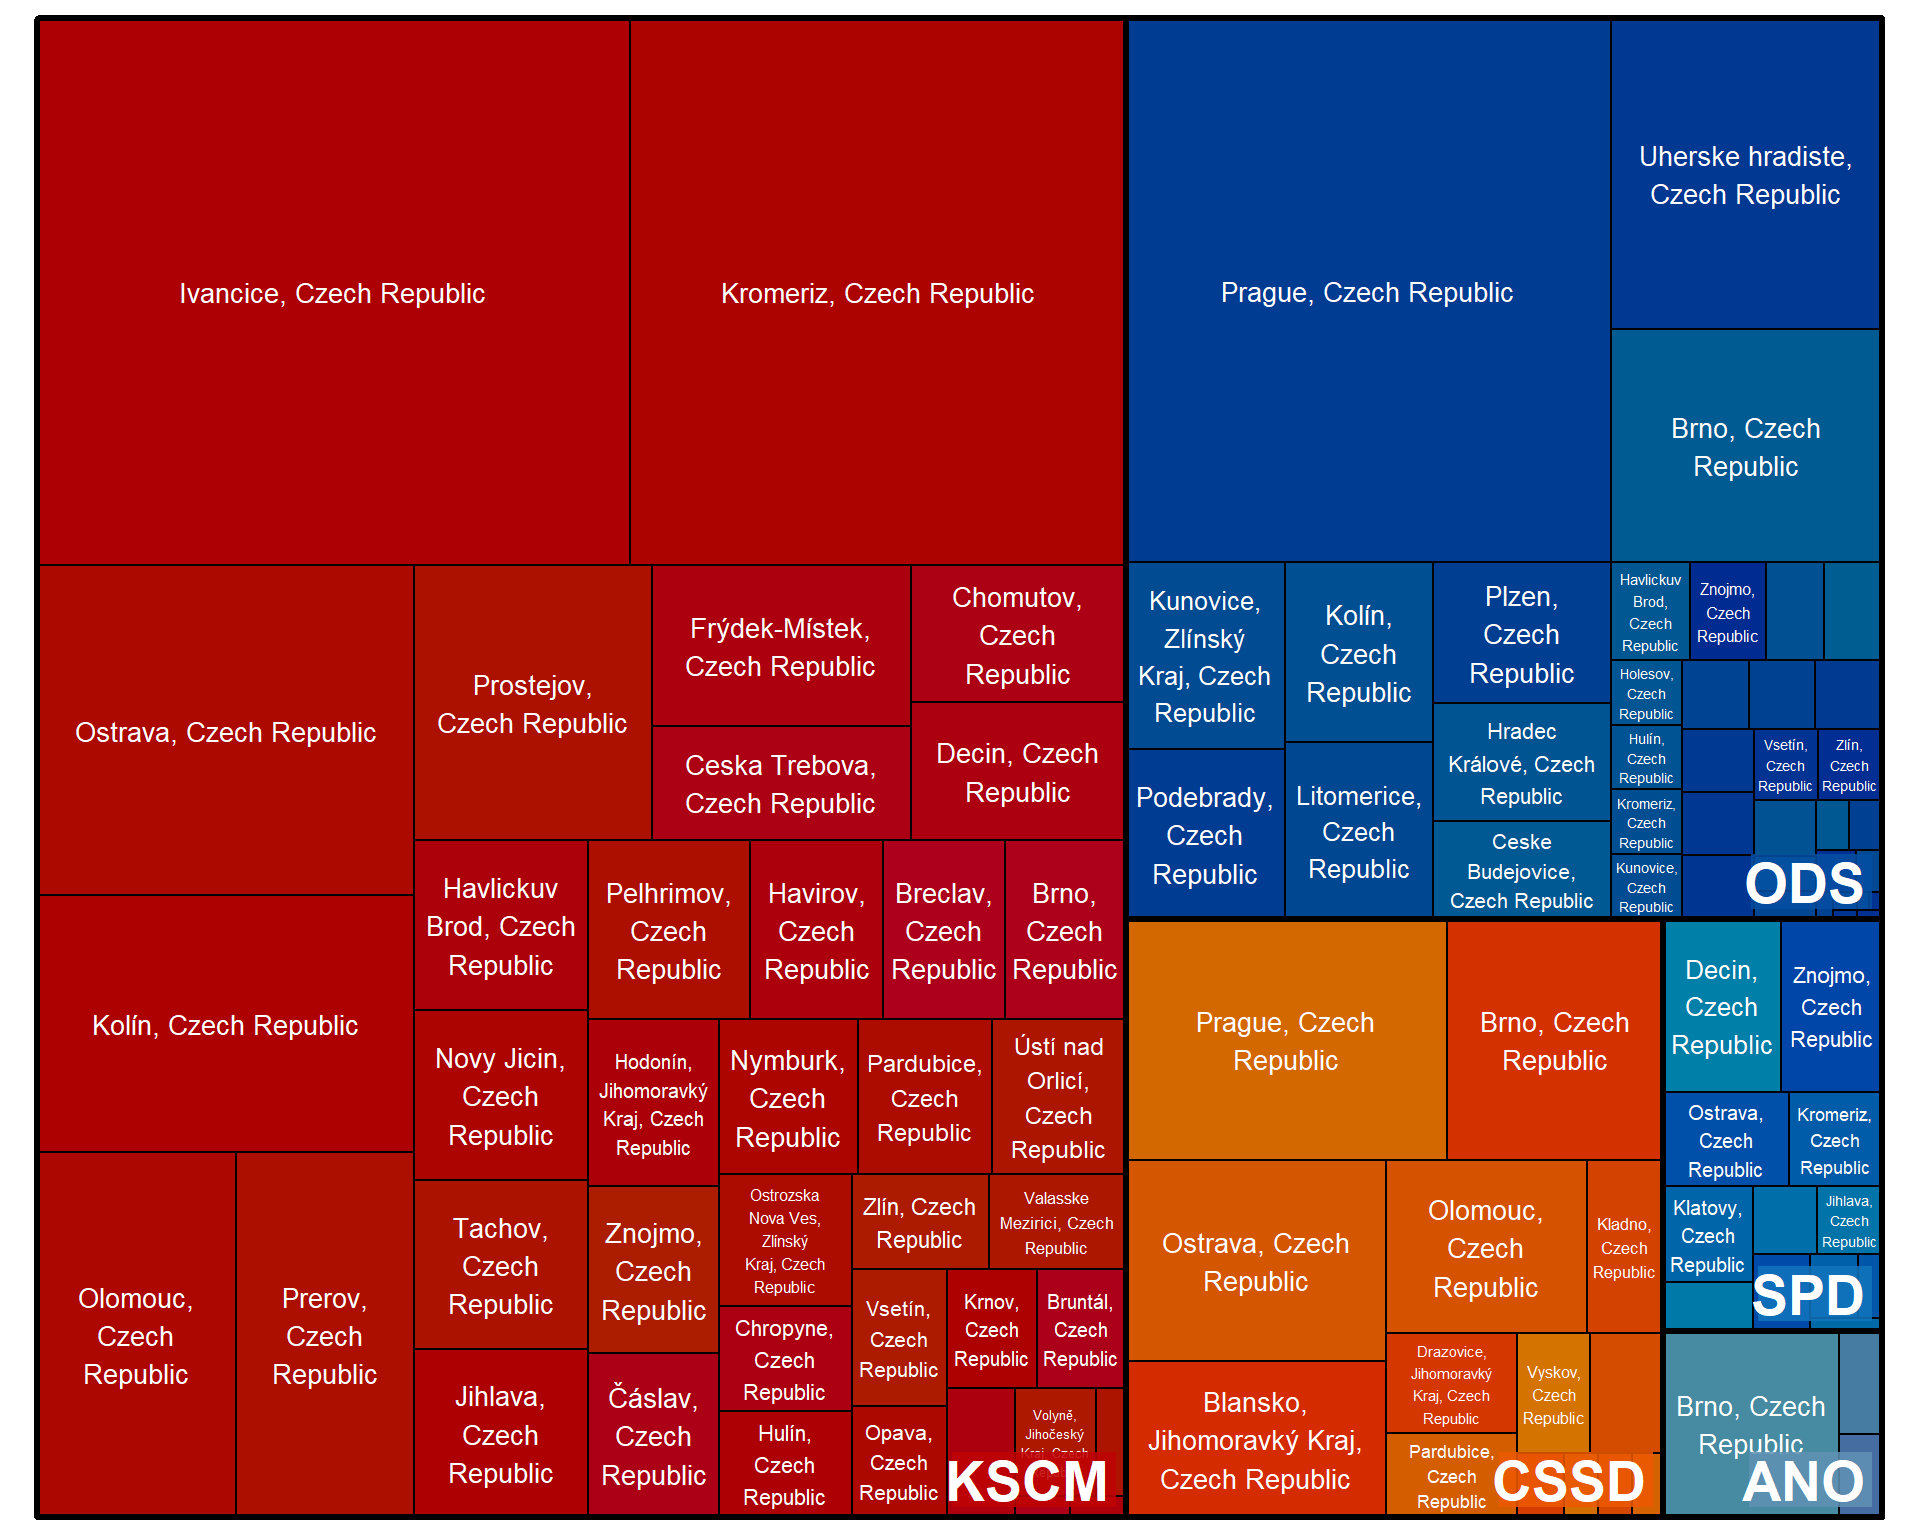 Ivancice, Czech Republic
Kromeriz, Czech Republic
Ostrava, Czech Republic
Kolín, Czech Republic
Olomouc,
Czech
Republic
Prerov,
Czech
Republic
Prostejov,
Czech Republic
Frýdek-Místek,
Czech Republic
Ceska Trebova,
Czech Republic
Chomutov,
Czech
Republic
Decin, Czech
Republic
Havlickuv
Brod, Czech
Republic
Novy Jicin,
Czech
Republic
Tachov,
Czech
Republic
Jihlava,
Czech
Republic
Pelhrimov,
Czech
Republic
Havirov,
Czech
Republic
Breclav,
Czech
Republic
Brno,
Czech
Republic
Hodonín,
Jihomoravký
Kraj, Czech
Republic
Znojmo,
Czech
Republic
Čáslav,
Czech
Republic
Nymburk,
Czech
Republic
Pardubice,
Czech
Republic
Ústí nad
Orlicí,
Czech
Republic
Ostrozska
Nova Ves,
Zlínský
Kraj, Czech
Republic
Chropyne,
Czech
Republic
Hulín,
Czech
Republic
Zlín, Czech
Republic
Valasske
Mezirici, Czech
Republic
Vsetín,
Czech
Republic
Opava,
Czech
Republic
Krnov,
Czech
Republic
Bruntál,
Czech
Republic
Volyně,
Jihočeský
Kraj, Czech
KSCM
Prague, Czech Republic
Uherske hradiste,
Czech Republic
Brno, Czech
Republic
Kunovice,
Zlínský
Kraj, Czech
Republic
Podebrady,
Czech
Republic
Kolín,
Czech
Republic
Litomerice,
Czech
Republic
Plzen,
Czech
Republic
Hradec
Králové, Czech
Republic
Ceske
Budejovice,
Czech Republic
Havlickuv
Brod,
Czech
Republic
Znojmo,
Czech
Republic
Holesov,
Czech
Republic
Hulín,
Czech
Republic
Kromeriz,
Czech
Republic
Kunovice,
Czech
Republic
Vsetín,
Czech
Republic
Zlín,
Czech
Republic
ODS
Prague, Czech
Republic
Brno, Czech
Republic
Ostrava, Czech
Republic
Olomouc,
Czech
Republic
Kladno,
Czech
Republic
Blansko,
Jihomoravký Kraj,
Czech Republic
Drazovice,
Jihomoravký
Kraj, Czech
Republic
Vyskov,
Czech
Republic
Pardubice,
Czech
Republic
CSSD
Decin,
Czech
Republic
Znojmo,
Czech
Republic
Ostrava,
Czech
Republic
Kromeriz,
Czech
Republic
Klatovy,
Czech
Republic
Jihlava,
Czech
Republic
SPD
Brno, Czech
Republic
ANO